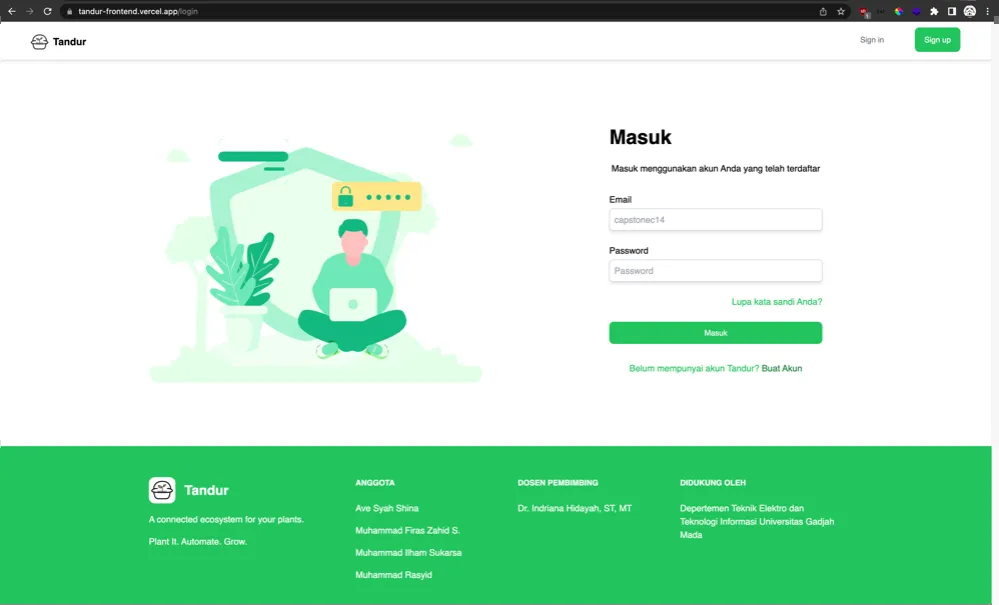 tandur-frontend.vercel.app/login
Tandur
Sign in
Sign up
Masuk
Masuk menggunakan akun Anda yang telah terdaftar
Email
capstonec14
Password
Password
Lupa kata sandi Anda?
Masuk
Belum mempunyai akun Tandur? Buat Akun
Tandur
A connected ecosystem for your plants.
Plant It. Automate. Grow.
ANGGOTA
Ave Syah Shina
Muhammad Firas Zahid S.
Muhammad Ilham Sukarsa
Muhammad Rasyid
DOSEN PEMBIMBING
Dr. Indriana Hidayah, ST, MT
DIDUKUNG OLEH
Depertemen Teknik Elektro dan
Teknologi Informasi Universitas Gadjah
Mada